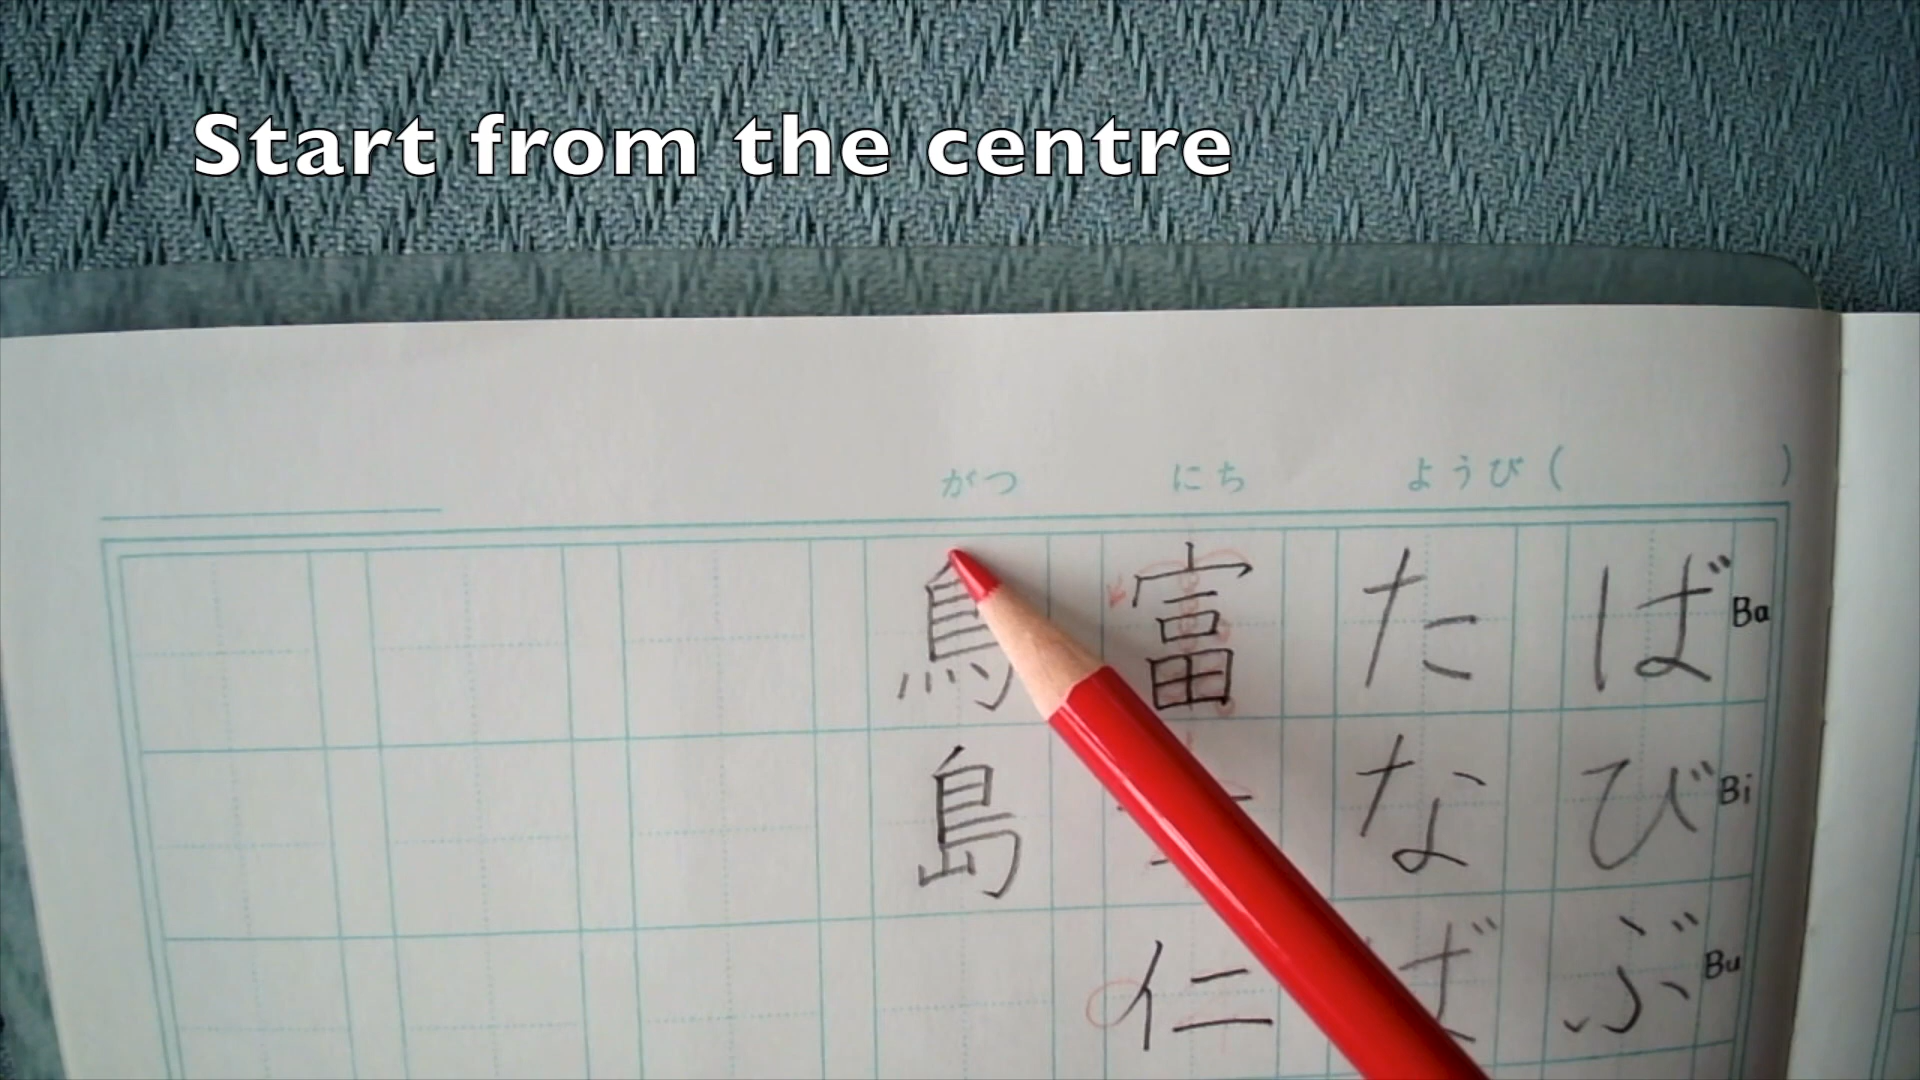 Start from the centre
がつ にち ようび( )
ばびぶ
Ba
Bi
Bu
たなば
富
仁
鳥島